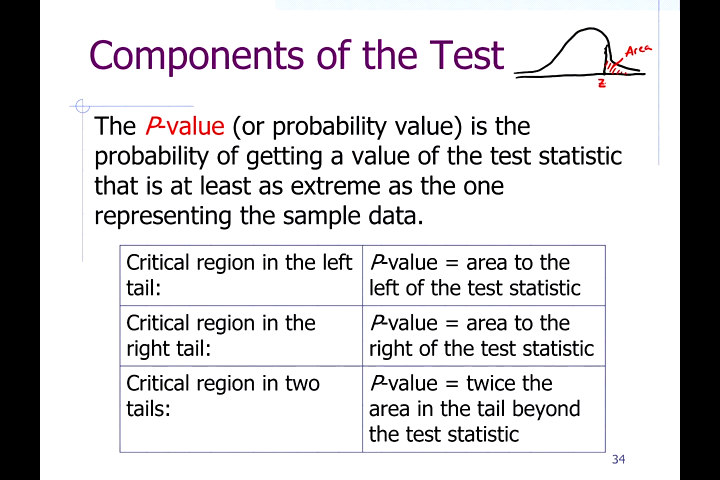 Components of the Test
Area
z
The P-value (or probability value) is the
probability of getting a value of the test statistic
that is at least as extreme as the one
representing the sample data.
Critical region in the left
tail:
P-value = area to the
left of the test statistic
Critical region in the
right tail:
P-value = area to the
right of the test statistic
Critical region in two
tails:
P-value = twice the
area in the tail beyond
the test statistic
34